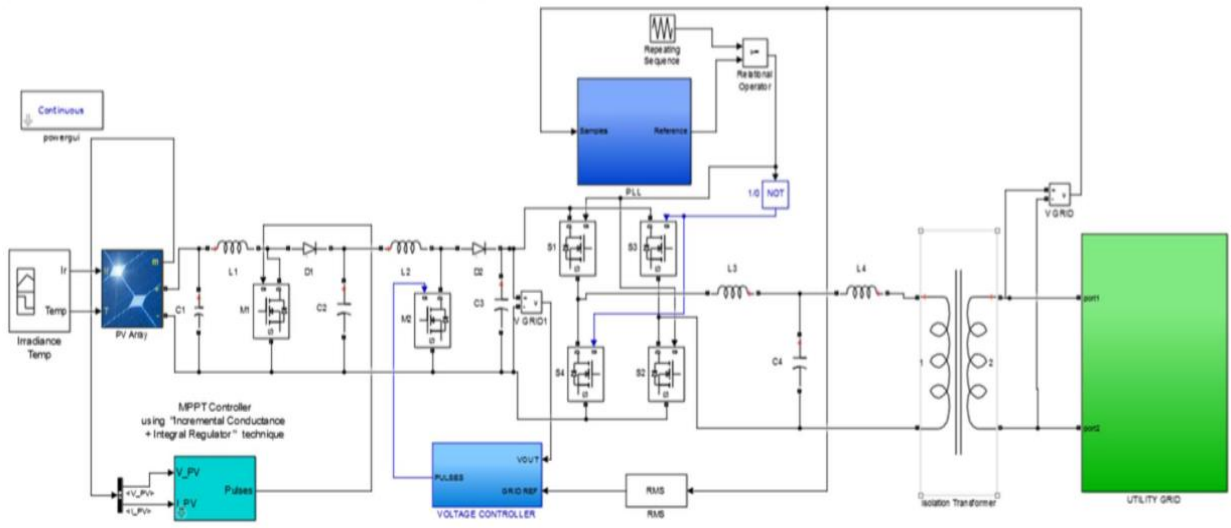 Repeating
Sequence
Relational
Operator
Continuous
powergui
Samples
Reference
PLL
1/0
NOT
V GRID
Ir
Temp
Irradiance
Temp
PV Array
C1
L1
M1
D1
C2
L2
M2
D2
C3
V GRID1
S1
S3
S4
S2
L3
L4
C4
1
2
Isolation Transformer
port1
port2
UTILITY GRID
MPPT Controller
using "Incremental Conductance
+ Integral Regulator" technique
<V_PV>
<I_PV>
V_PV
I_PV
Pulses
PULSES
VOUT
GRID REF
VOLTAGE CONTROLLER
RMS
RMS